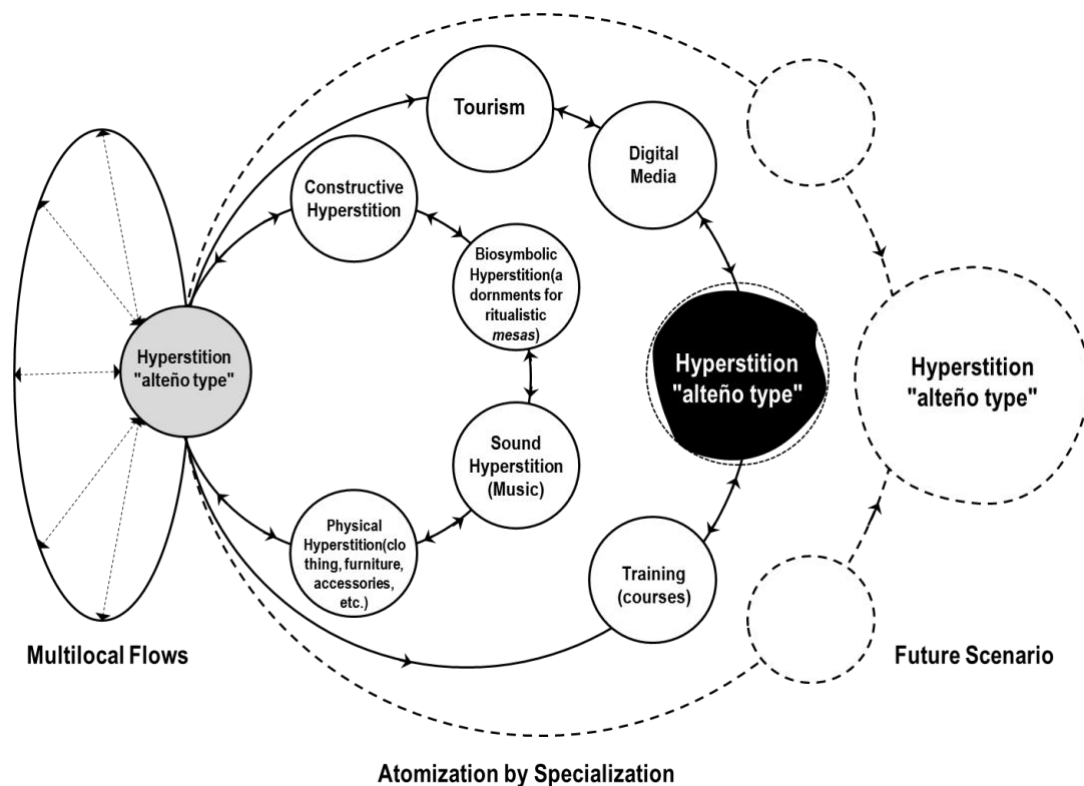 Tourism
Digital
Media
Constructive
Hyperstition
Biosymbolic
Hyperstition(a
dornments for
ritualistic
mesas)
Hyperstition
"alteño type"
Hyperstition
"alteño type"
Hyperstition
"alteño type"
Sound
Hyperstition
(Music)
Physical
Hyperstition(clo
thing, furniture,
accessories,
etc.)
Training
(courses)
Multilocal Flows
Future Scenario
Atomization by Specialization